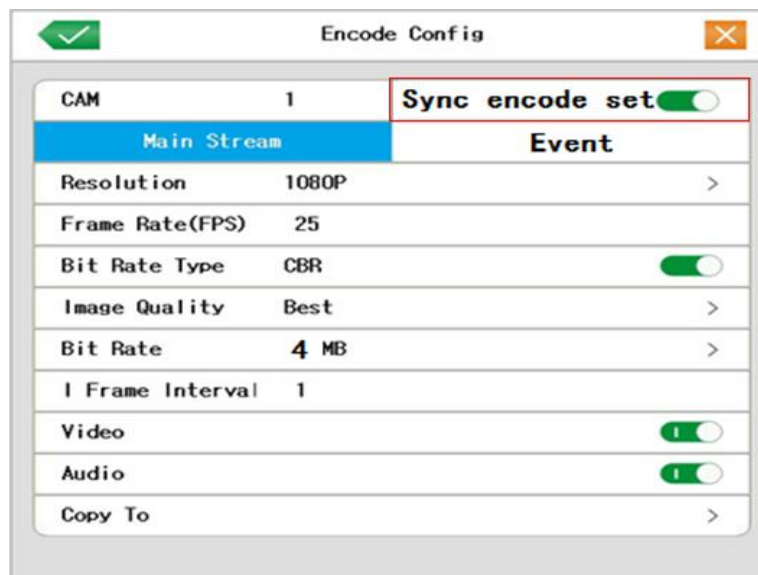 Encode Config
CAM 1 Sync encode set
Main Stream Event
Resolution 1080P >
Frame Rate(FPS) 25
Bit Rate Type CBR
Image Quality Best >
Bit Rate 4 MB >
I Frame Interval 1
Video
Audio
Copy To >